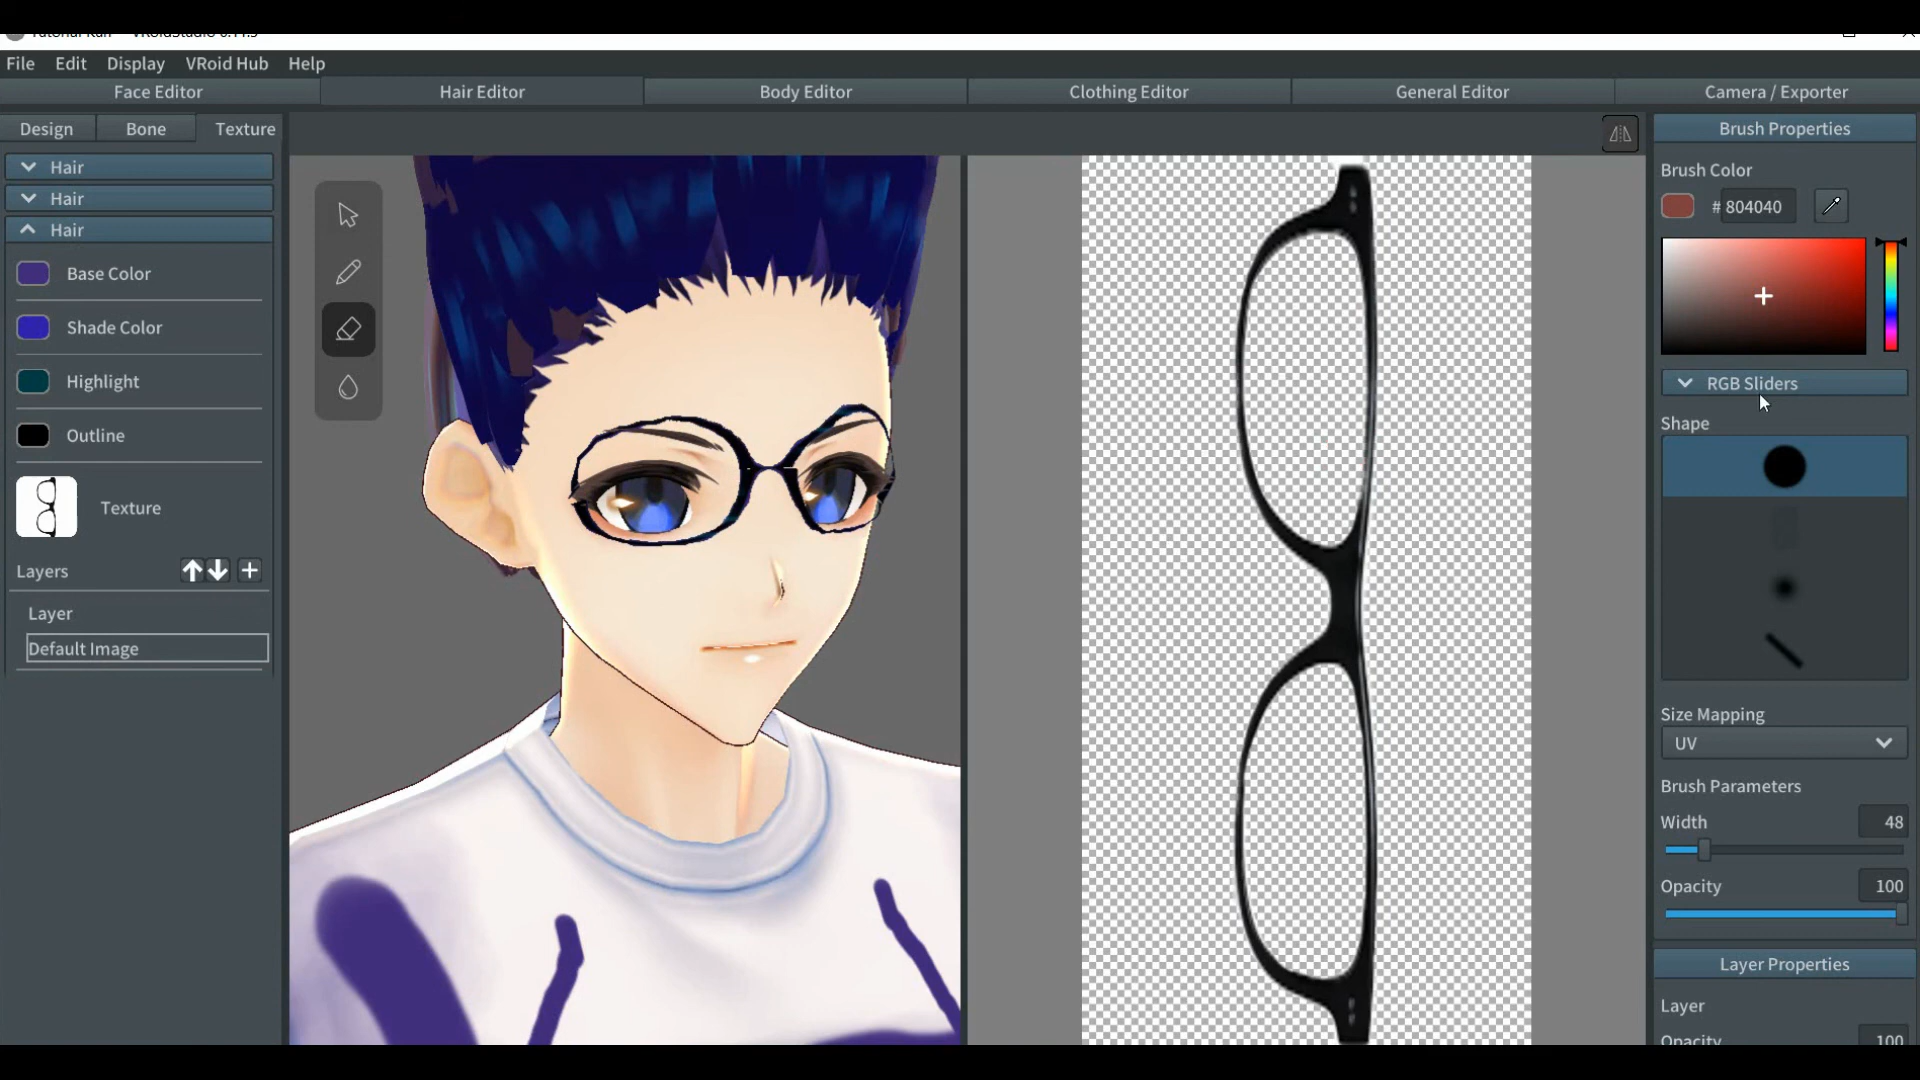 File Edit Display VRoid Hub Help
Face Editor Hair Editor Body Editor Clothing Editor General Editor Camera / Exporter
Design Bone Texture
Hair
Hair
Hair
Base Color
Shade Color
Highlight
Outline
Texture
Layers
Layer
Default Image
Brush Properties
Brush Color
# 804040
RGB Sliders
Shape
Size Mapping
UV
Brush Parameters
Width 48
Opacity 100
Layer Properties
Layer
Opacity 100